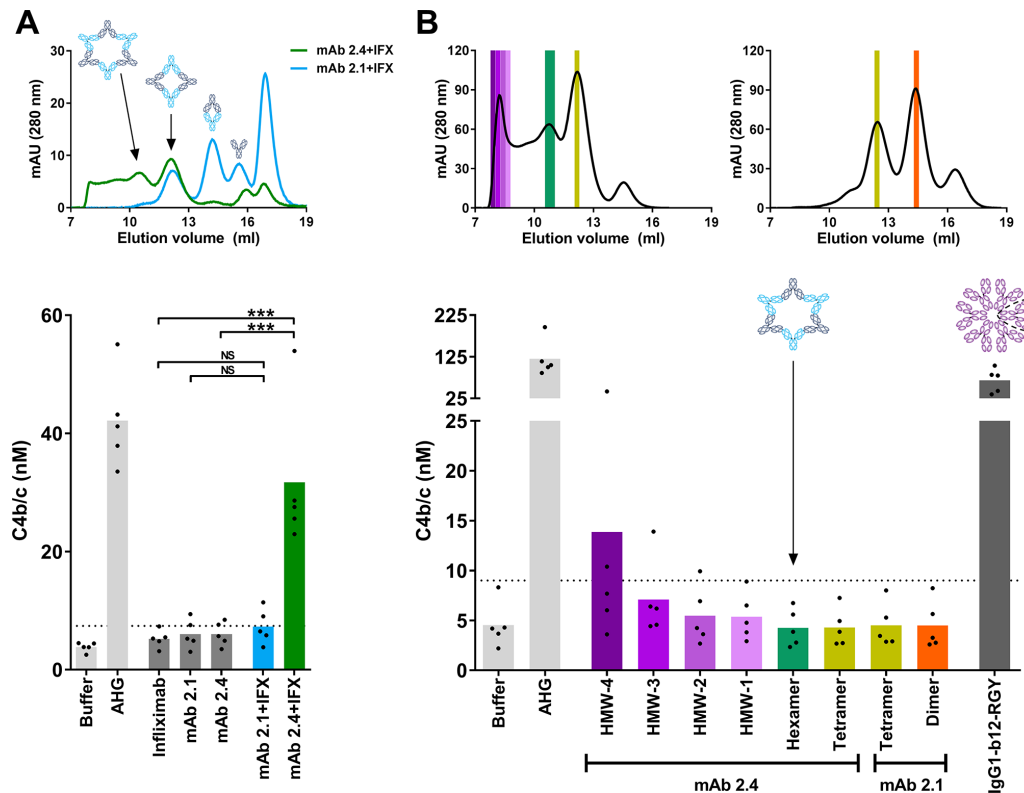 A
mAU (280 nm)
30
20
10
0
7
10
13
16
19
Elution volume (ml)
mAb 2.4+IFX
mAb 2.1+IFX
B
mAU (280 nm)
120
90
60
30
0
7
10
13
16
19
Elution volume (ml)
mAU (280 nm)
120
90
60
30
0
7
10
13
16
19
Elution volume (ml)
C4b/c (nM)
60
40
20
0
***
***
NS
NS
Buffer
AHG
Infliximab
mAb 2.1
mAb 2.4
mAb 2.1+IFX
mAb 2.4+IFX
C4b/c (nM)
225
125
25
25
20
15
10
5
0
Buffer
AHG
HMW-4
HMW-3
HMW-2
HMW-1
Hexamer
Tetramer
Tetramer
Dimer
IgG1-b12-RGY
mAb 2.4
mAb 2.1